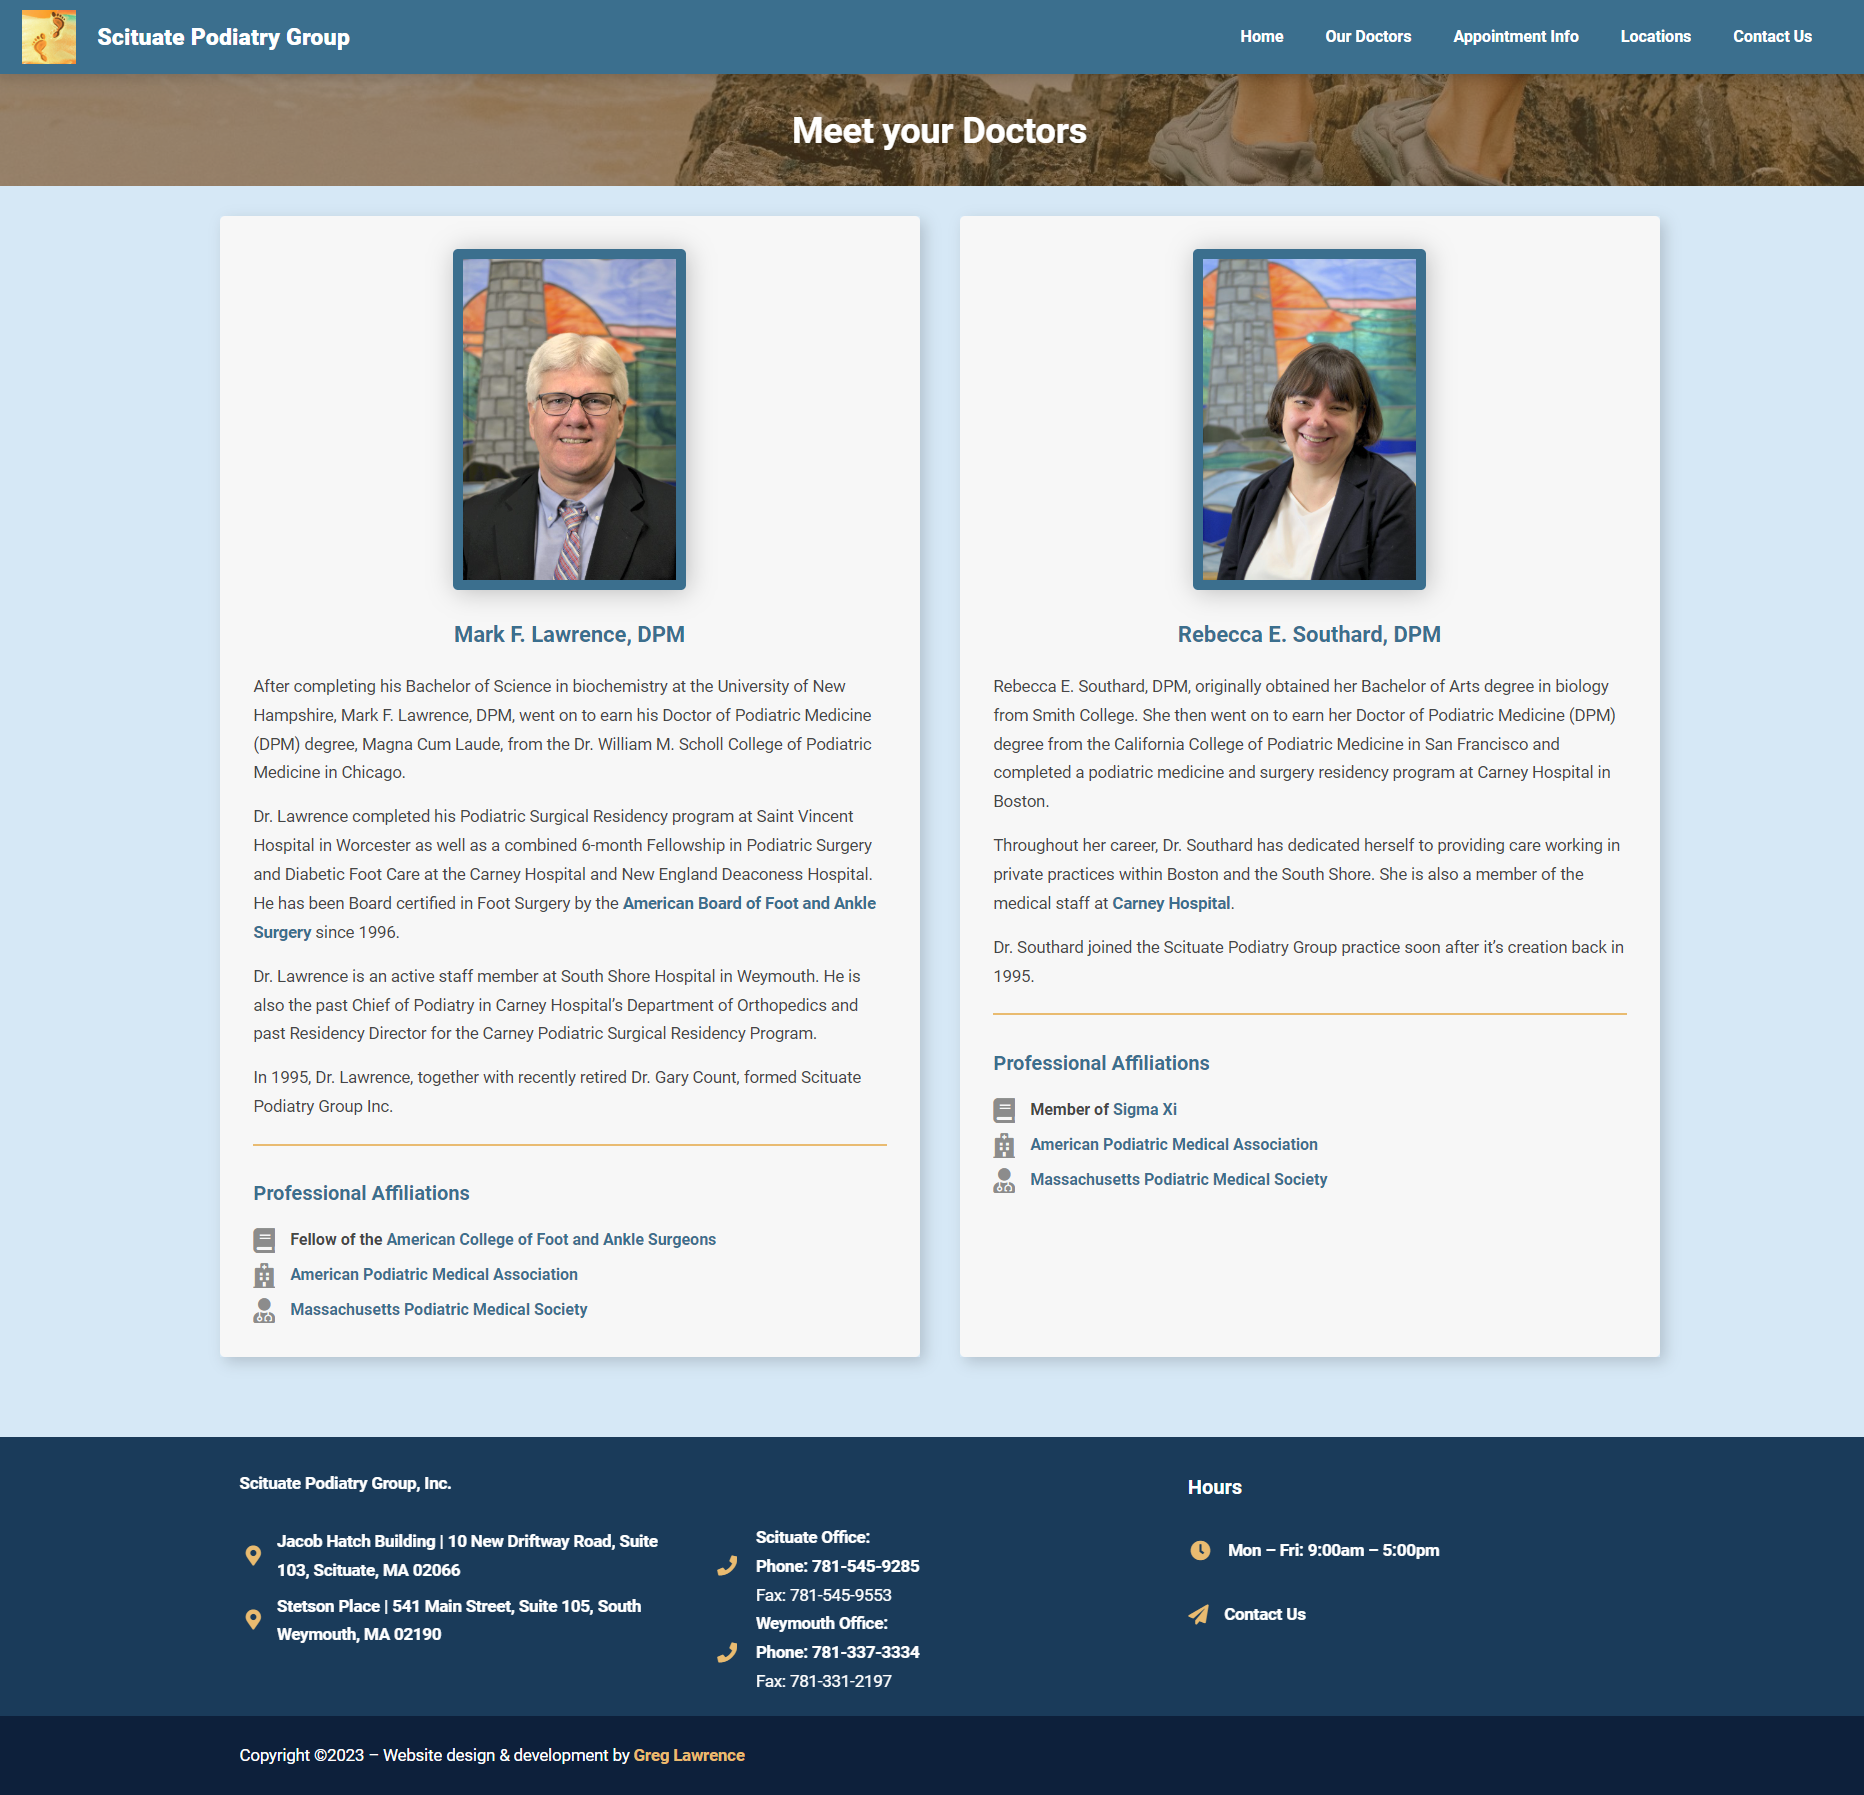 Scituate Podiatry Group
Home
Our Doctors
Appointment Info
Locations
Contact Us
Meet your Doctors
Mark F. Lawrence, DPM
After completing his Bachelor of Science in biochemistry at the University of New
Hampshire, Mark F. Lawrence, DPM, went on to earn his Doctor of Podiatric Medicine
(DPM) degree, Magna Cum Laude, from the Dr. William M. Scholl College of Podiatric
Medicine in Chicago.
Dr. Lawrence completed his Podiatric Surgical Residency program at Saint Vincent
Hospital in Worcester as well as a combined 6-month Fellowship in Podiatric Surgery
and Diabetic Foot Care at the Carney Hospital and New England Deaconess Hospital.
He has been Board certified in Foot Surgery by the American Board of Foot and Ankle
Surgery since 1996.
Dr. Lawrence is an active staff member at South Shore Hospital in Weymouth. He is
also the past Chief of Podiatry in Carney Hospital’s Department of Orthopedics and
past Residency Director for the Carney Podiatric Surgical Residency Program.
In 1995, Dr. Lawrence, together with recently retired Dr. Gary Count, formed Scituate
Podiatry Group Inc.
Professional Affiliations
Fellow of the American College of Foot and Ankle Surgeons
American Podiatric Medical Association
Massachusetts Podiatric Medical Society
Rebecca E. Southard, DPM
Rebecca E. Southard, DPM, originally obtained her Bachelor of Arts degree in biology
from Smith College. She then went on to earn her Doctor of Podiatric Medicine (DPM)
degree from the California College of Podiatric Medicine in San Francisco and
completed a podiatric medicine and surgery residency program at Carney Hospital in
Boston.
Throughout her career, Dr. Southard has dedicated herself to providing care working in
private practices within Boston and the South Shore. She is also a member of the
medical staff at Carney Hospital.
Dr. Southard joined the Scituate Podiatry Group practice soon after it’s creation back in
1995.
Professional Affiliations
Member of Sigma Xi
American Podiatric Medical Association
Massachusetts Podiatric Medical Society
Scituate Podiatry Group, Inc.
Jacob Hatch Building | 10 New Driftway Road, Suite
103, Scituate, MA 02066
Stetson Place | 541 Main Street, Suite 105, South
Weymouth, MA 02190
Scituate Office:
Phone: 781-545-9285
Fax: 781-545-9553
Weymouth Office:
Phone: 781-337-3334
Fax: 781-331-2197
Hours
Mon – Fri: 9:00am – 5:00pm
Contact Us
Copyright ©2023 – Website design & development by Greg Lawrence